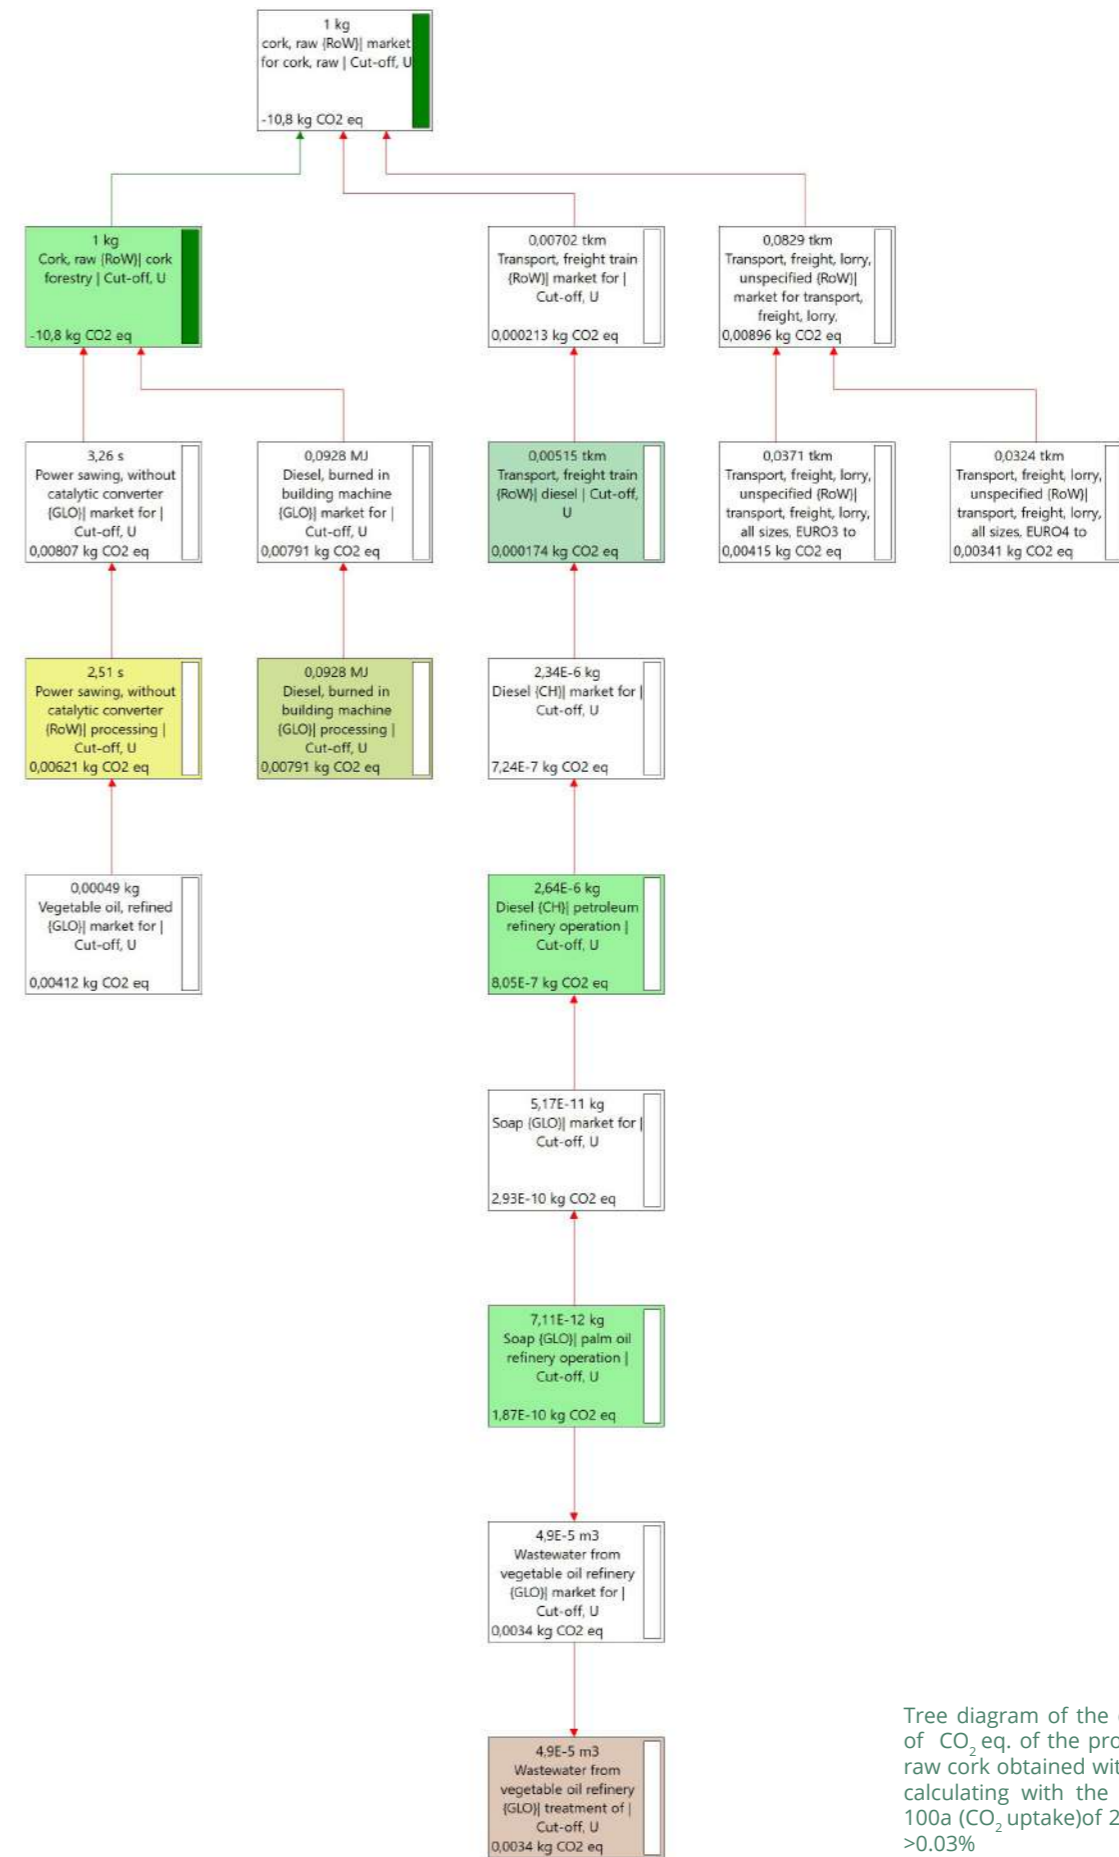 1 kg
cork, raw {RoW}| market
for cork, raw | Cut-off, U
-10,8 kg CO2 eq
1 kg
Cork, raw {RoW}| cork
forestry | Cut-off, U
-10,8 kg CO2 eq
0,00702 tkm
Transport, freight train
{RoW}| market for |
Cut-off, U
0,000213 kg CO2 eq
0,0829 tkm
Transport, freight, lorry,
unspecified {RoW}|
market for transport,
freight, lorry,
0,00896 kg CO2 eq
3,26 s
Power sawing, without
catalytic converter
{GLO}| market for |
Cut-off, U
0,00807 kg CO2 eq
0,0928 MJ
Diesel, burned in
building machine
{GLO}| market for |
Cut-off, U
0,00791 kg CO2 eq
0,00515 tkm
Transport, freight train
{RoW}| diesel | Cut-off,
U
0,000174 kg CO2 eq
0,0371 tkm
Transport, freight, lorry,
unspecified {RoW}|
transport, freight, lorry,
all sizes, EURO3 to
0,00415 kg CO2 eq
0,0324 tkm
Transport, freight, lorry,
unspecified {RoW}|
transport, freight, lorry,
all sizes, EURO4 to
0,00341 kg CO2 eq
2,51 s
Power sawing, without
catalytic converter
{RoW}| processing |
Cut-off, U
0,00621 kg CO2 eq
0,0928 MJ
Diesel, burned in
building machine
{GLO}| processing |
Cut-off, U
0,00791 kg CO2 eq
2,34E-6 kg
Diesel {CH}| market for |
Cut-off, U
7,24E-7 kg CO2 eq
0,00049 kg
Vegetable oil, refined
{GLO}| market for |
Cut-off, U
0,00412 kg CO2 eq
2,64E-6 kg
Diesel {CH}| petroleum
refinery operation |
Cut-off, U
8,05E-7 kg CO2 eq
5,17E-11 kg
Soap {GLO}| market for |
Cut-off, U
2,93E-10 kg CO2 eq
7,11E-12 kg
Soap {GLO}| palm oil
refinery operation |
Cut-off, U
1,87E-10 kg CO2 eq
4,9E-5 m3
Wastewater from
vegetable oil refinery
{GLO}| market for |
Cut-off, U
0,0034 kg CO2 eq
4,9E-5 m3
Wastewater from
vegetable oil refinery
{GLO}| treatment of |
Cut-off, U
0,0034 kg CO2 eq
Tree diagram of the
of CO₂ eq. of the
raw cork obtained
calculating with the
100a (CO₂ uptake)of
>0.03%